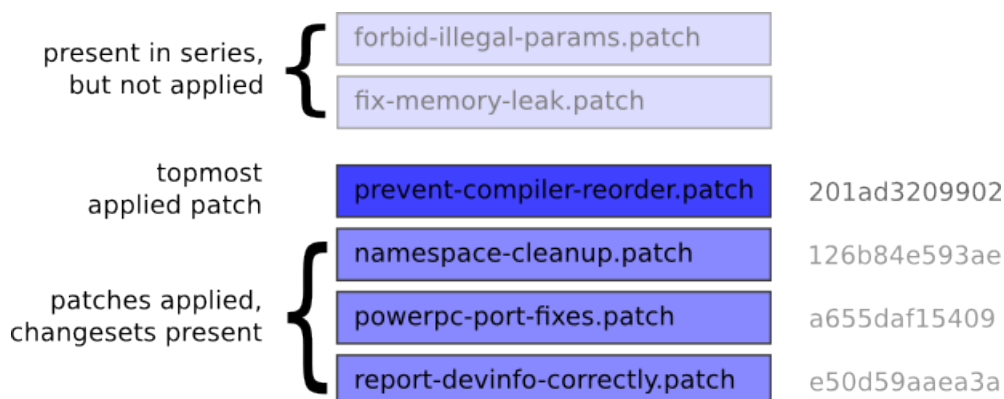 present in series,
but not applied
forbid-illegal-params.patch
fix-memory-leak.patch
topmost
applied patch
prevent-compiler-reorder.patch 201ad3209902
namespace-cleanup.patch 126b84e593ae
patches applied,
changesets present
powerpc-port-fixes.patch a655daf15409
report-devinfo-correctly.patch e50d59aaea3a